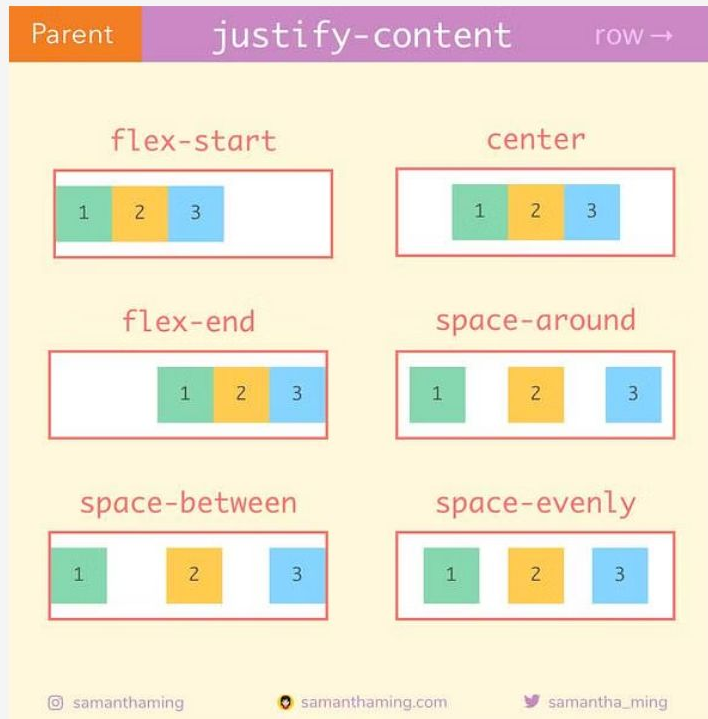 Parent justify-content row →
flex-start
1 2 3
center
1 2 3
flex-end
1 2 3
space-around
1 2 3
space-between
1 2 3
space-evenly
1 2 3
samanthaming samanthaming.com samantha_ming